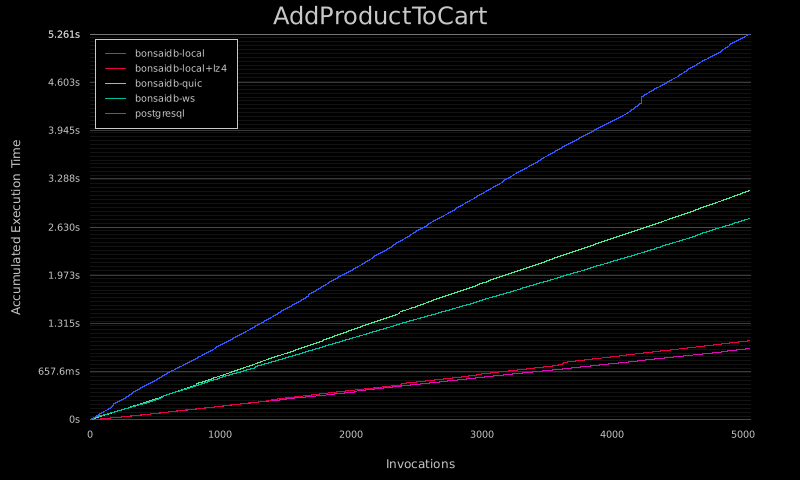 AddProductToCart
5.261s
4.603s
3.945s
3.288s
2.630s
1.973s
1.315s
657.6ms
0s
Accumulated Execution Time
bonsaidb-local
bonsaidb-local+lz4
bonsaidb-quic
bonsaidb-ws
postgresql
0 1000 2000 3000 4000 5000
Invocations